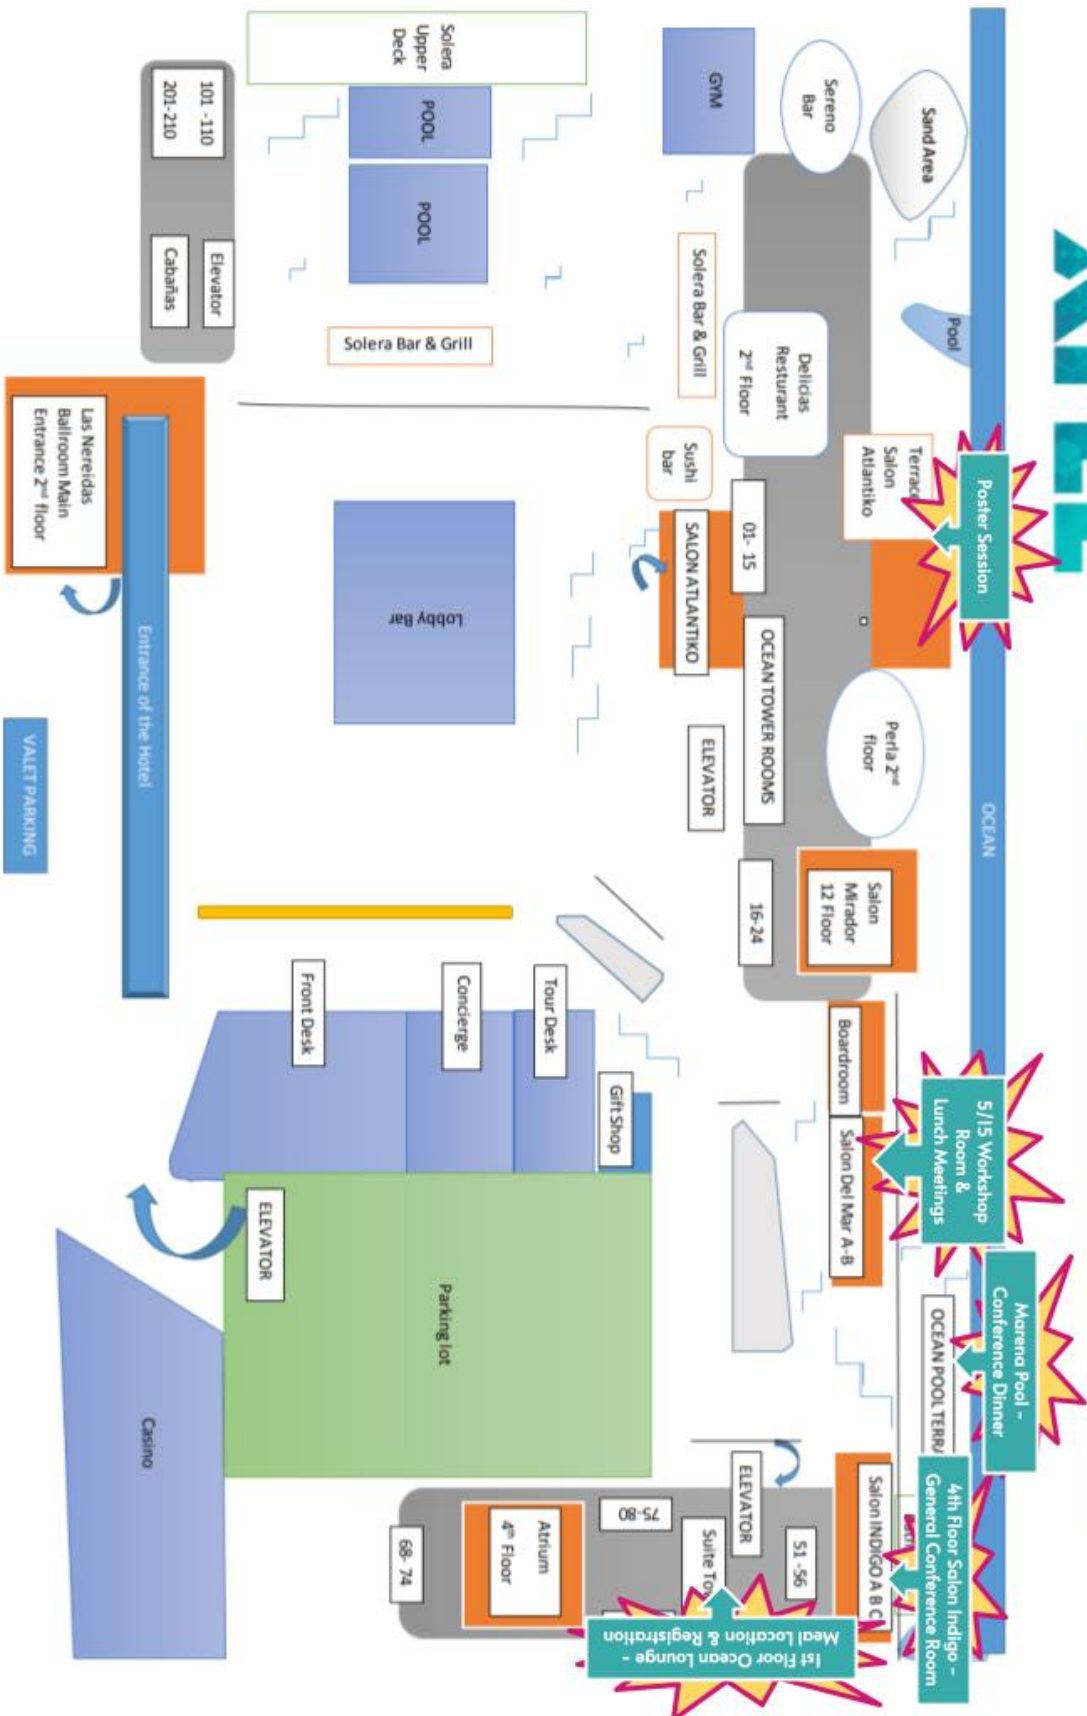 Solera
Upper
Deck
POOL
POOL
GYM
Sereno
Bar
Sand Area
Pool
101 -110
201-210
Elevator
Cabañas
Solera Bar & Grill
Solera Bar & Grill
Delicias
Resturant
2nd Floor
Terrace
Salon
Atlantiko
Poster Session
Sushi
bar
01- 15
SALON ATLANTIKO
OCEAN TOWER ROOMS
ELEVATOR
Perla 2nd
floor
OCEAN
Las Nereidas
Ballroom Main
Entrance 2nd floor
Entrance of the Hotel
VALET PARKING
Lobby Bar
16-24
Salon
Mirador
12 Floor
Boardroom
Salon Del Mar A-B
5/15 Workshop
Room &
Lunch Meetings
Front Desk
Concierge
Tour Desk
Gift Shop
ELEVATOR
Parking lot
Casino
OCEAN POOL TERRA
Marena Pool –
Conference Dinner
ELEVATOR
Salon INDIGO A B C
4th Floor Salon Indigo –
General Conference Room
51 -56
Suite Tow
75-80
Atrium
4th Floor
68- 74
1st Floor Ocean Lounge –
Meal Location & Registration